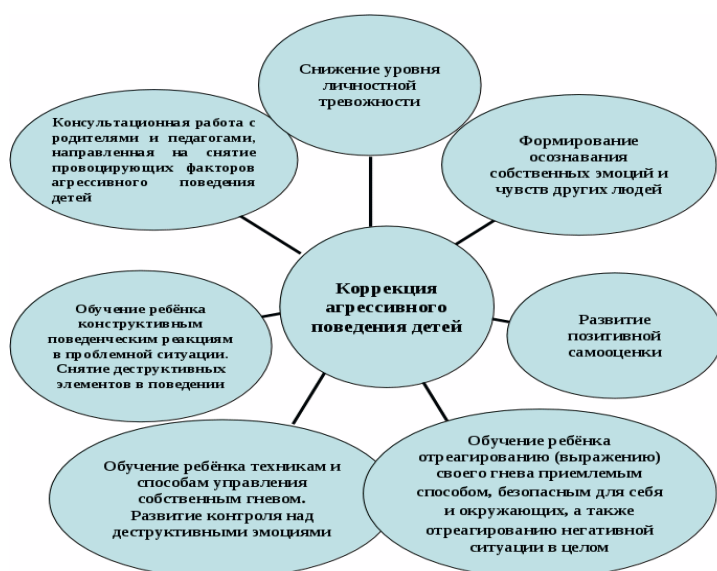 Снижение уровня
личностной
тревожности
Консультационная работа с
родителями и педагогами,
направленная на снятие
провоцирующих факторов
агрессивного поведения
детей
Формирование
осознавания
собственных эмоций и
чувств других людей
Коррекция
агрессивного
поведения детей
Обучение ребёнка
конструктивным
поведенческим реакциям
в проблемной ситуации.
Снятие деструктивных
элементов в поведении
Развитие
позитивной
самооценки
Обучение ребёнка техникам и
способам управления
собственным гневом.
Развитие контроля над
деструктивными эмоциями
Обучение ребёнка
отреагированию (выражению)
своего гнева приемлемым
способом, безопасным для себя
и окружающих, а также
отреагированию негативной
ситуации в целом